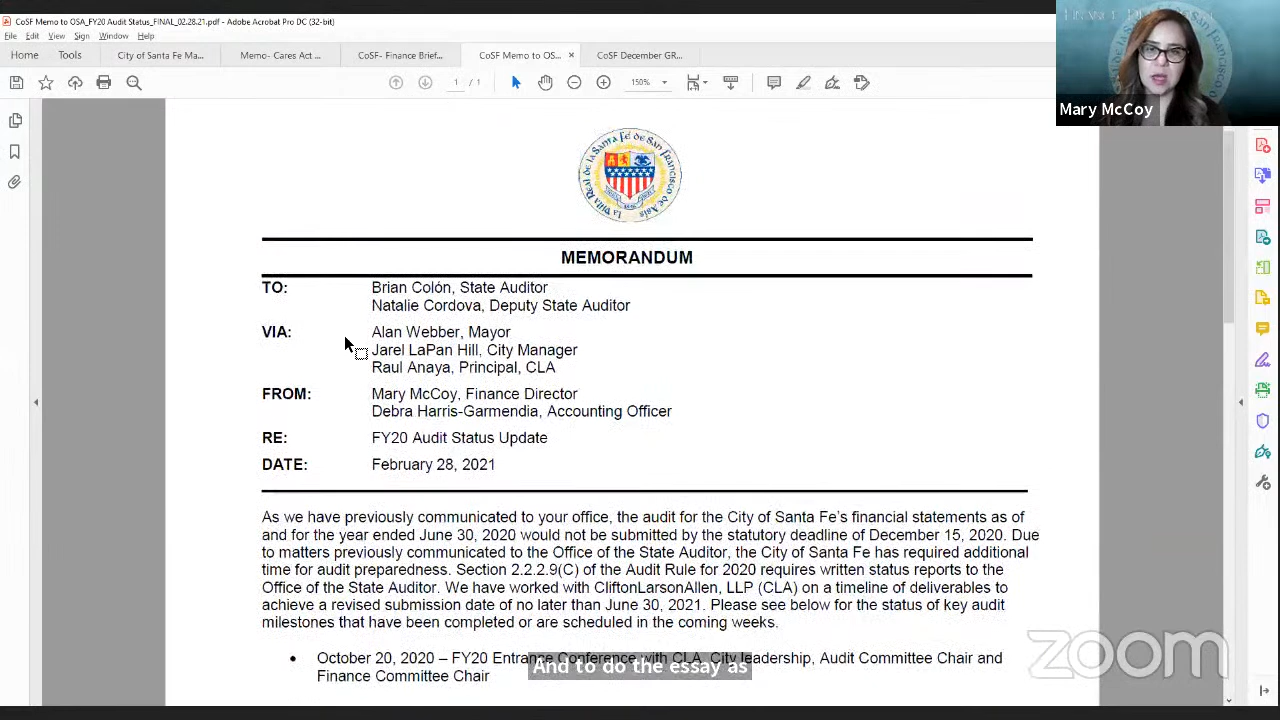 CoSF Memo to OSA_FY20 Audit Status_FINAL_02.28.21.pdf - Adobe Acrobat Pro DC (32-bit)
File Edit View Sign Window Help
Home Tools City of Santa Fe Ma... Memo- Cares Act ... CoSF- Finance Brief... CoSF Memo to OS... × CoSF December GR...
1 / 1 150%
Mary McCoy
La Villa Real de la Santa Fé de San Francisco de Asis
MEMORANDUM
TO: Brian Colón, State Auditor
Natalie Cordova, Deputy State Auditor
VIA: Alan Webber, Mayor
Jarel LaPan Hill, City Manager
Raul Anaya, Principal, CLA
FROM: Mary McCoy, Finance Director
Debra Harris-Garmendia, Accounting Officer
RE: FY20 Audit Status Update
DATE: February 28, 2021
As we have previously communicated to your office, the audit for the City of Santa Fe's financial statements as of
and for the year ended June 30, 2020 would not be submitted by the statutory deadline of December 15, 2020. Due
to matters previously communicated to the Office of the State Auditor, the City of Santa Fe has required additional
time for audit preparedness. Section 2.2.2.9(C) of the Audit Rule for 2020 requires written status reports to the
Office of the State Auditor. We have worked with CliftonLarsonAllen, LLP (CLA) on a timeline of deliverables to
achieve a revised submission date of no later than June 30, 2021. Please see below for the status of key audit
milestones that have been completed or are scheduled in the coming weeks.
• October 20, 2020 – FY20 Entrance Conference with CLA, City leadership, Audit Committee Chair and
Finance Committee Chair
And to do the essay as
zoom